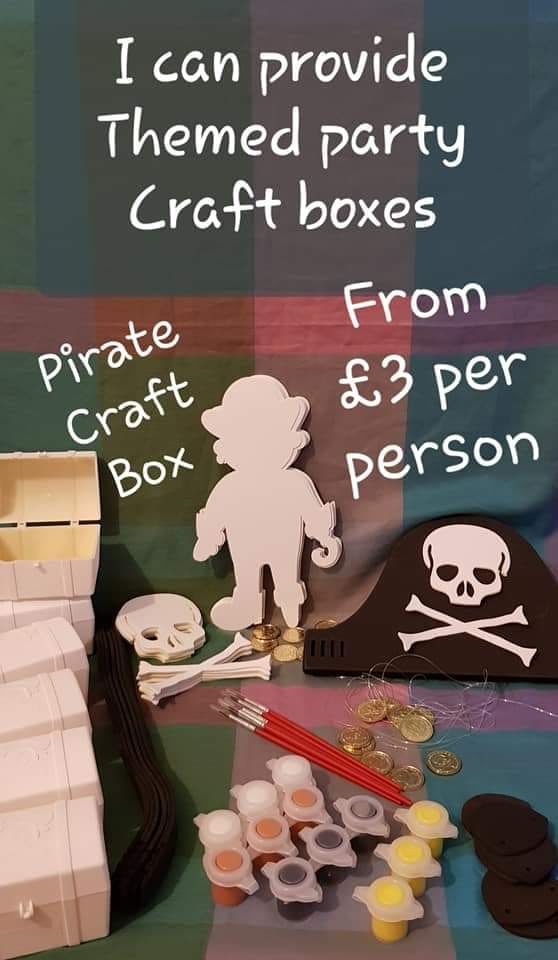 I can provide
Themed party
Craft boxes
Pirate
Craft
Box
From
£3 per
person